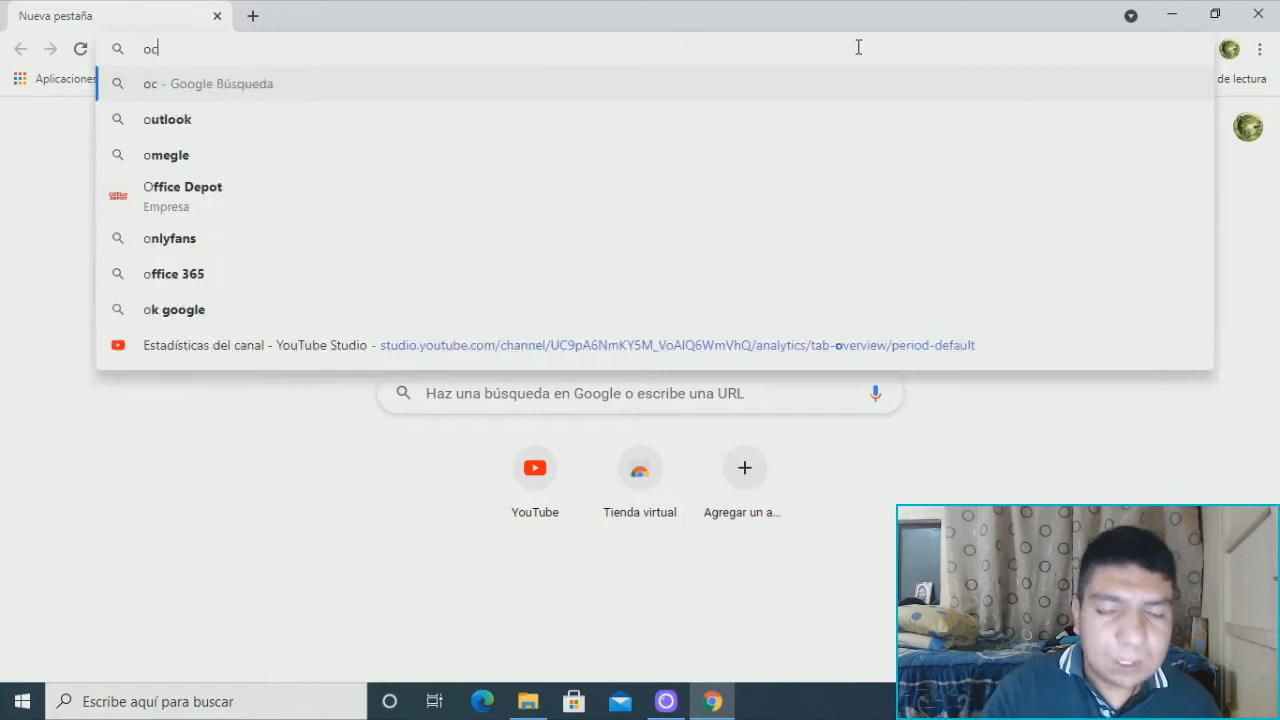 Nueva pestaña
oc
Aplicaciones
de lectura
oc - Google Búsqueda
outlook
omegle
Office Depot
Empresa
onlyfans
office 365
ok google
Estadísticas del canal - YouTube Studio - studio.youtube.com/channel/UC9pA6NmKY5M_VoAlQ6WmVhQ/analytics/tab-overview/period-default
Haz una búsqueda en Google o escribe una URL
YouTube
Tienda virtual
Agregar un a...
Escribe aquí para buscar